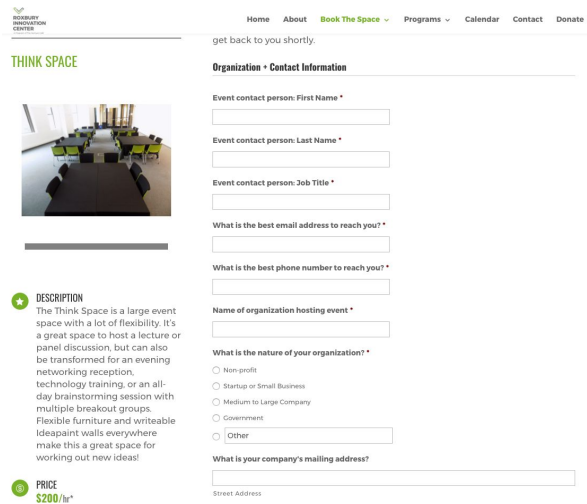 ROXBURY
INNOVATION
CENTER
Home About Book The Space Programs Calendar Contact Donate
THINK SPACE
DESCRIPTION
The Think Space is a large event
space with a lot of flexibility. It's
a great space to host a lecture or
panel discussion, but can also
be transformed for an evening
networking reception,
technology training, or an all-
day brainstorming session with
multiple breakout groups.
Flexible furniture and writeable
Ideapaint walls everywhere
make this a great space for
working out new ideas!
PRICE
$200/hr*
get back to you shortly.
Organization + Contact Information
Event contact person: First Name *
Event contact person: Last Name *
Event contact person: Job Title *
What is the best email address to reach you? *
What is the best phone number to reach you? *
Name of organization hosting event *
What is the nature of your organization? *
Non-profit
Startup or Small Business
Medium to Large Company
Government
Other
What is your company's mailing address?
Street Address